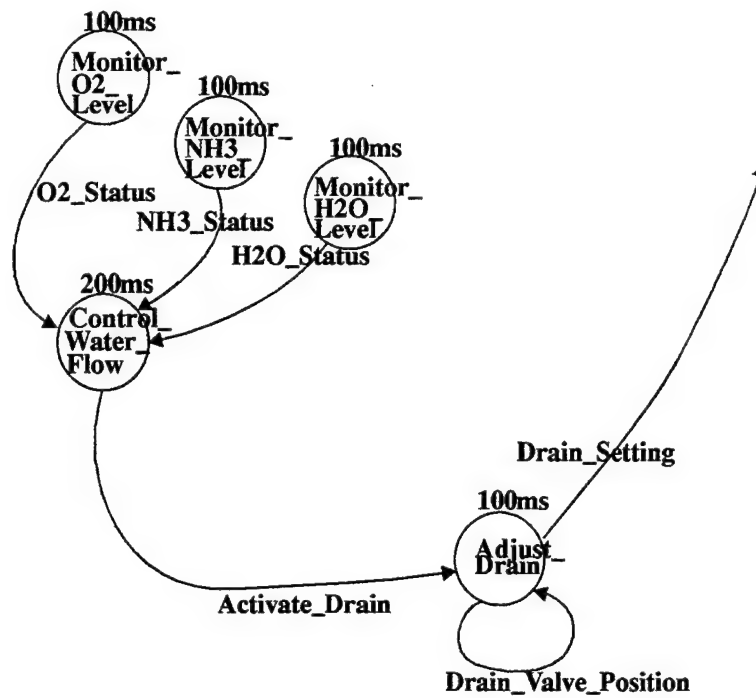 100ms
Monitor_
O2_
Level
100ms
Monitor_
NH3_
Level
100ms
Monitor_
H2O_
Level
O2_Status
NH3_Status
H2O_Status
200ms
Control_
Water_
Flow
Drain_Setting
100ms
Adjust_
Drain
Activate_Drain
Drain_Valve_Position